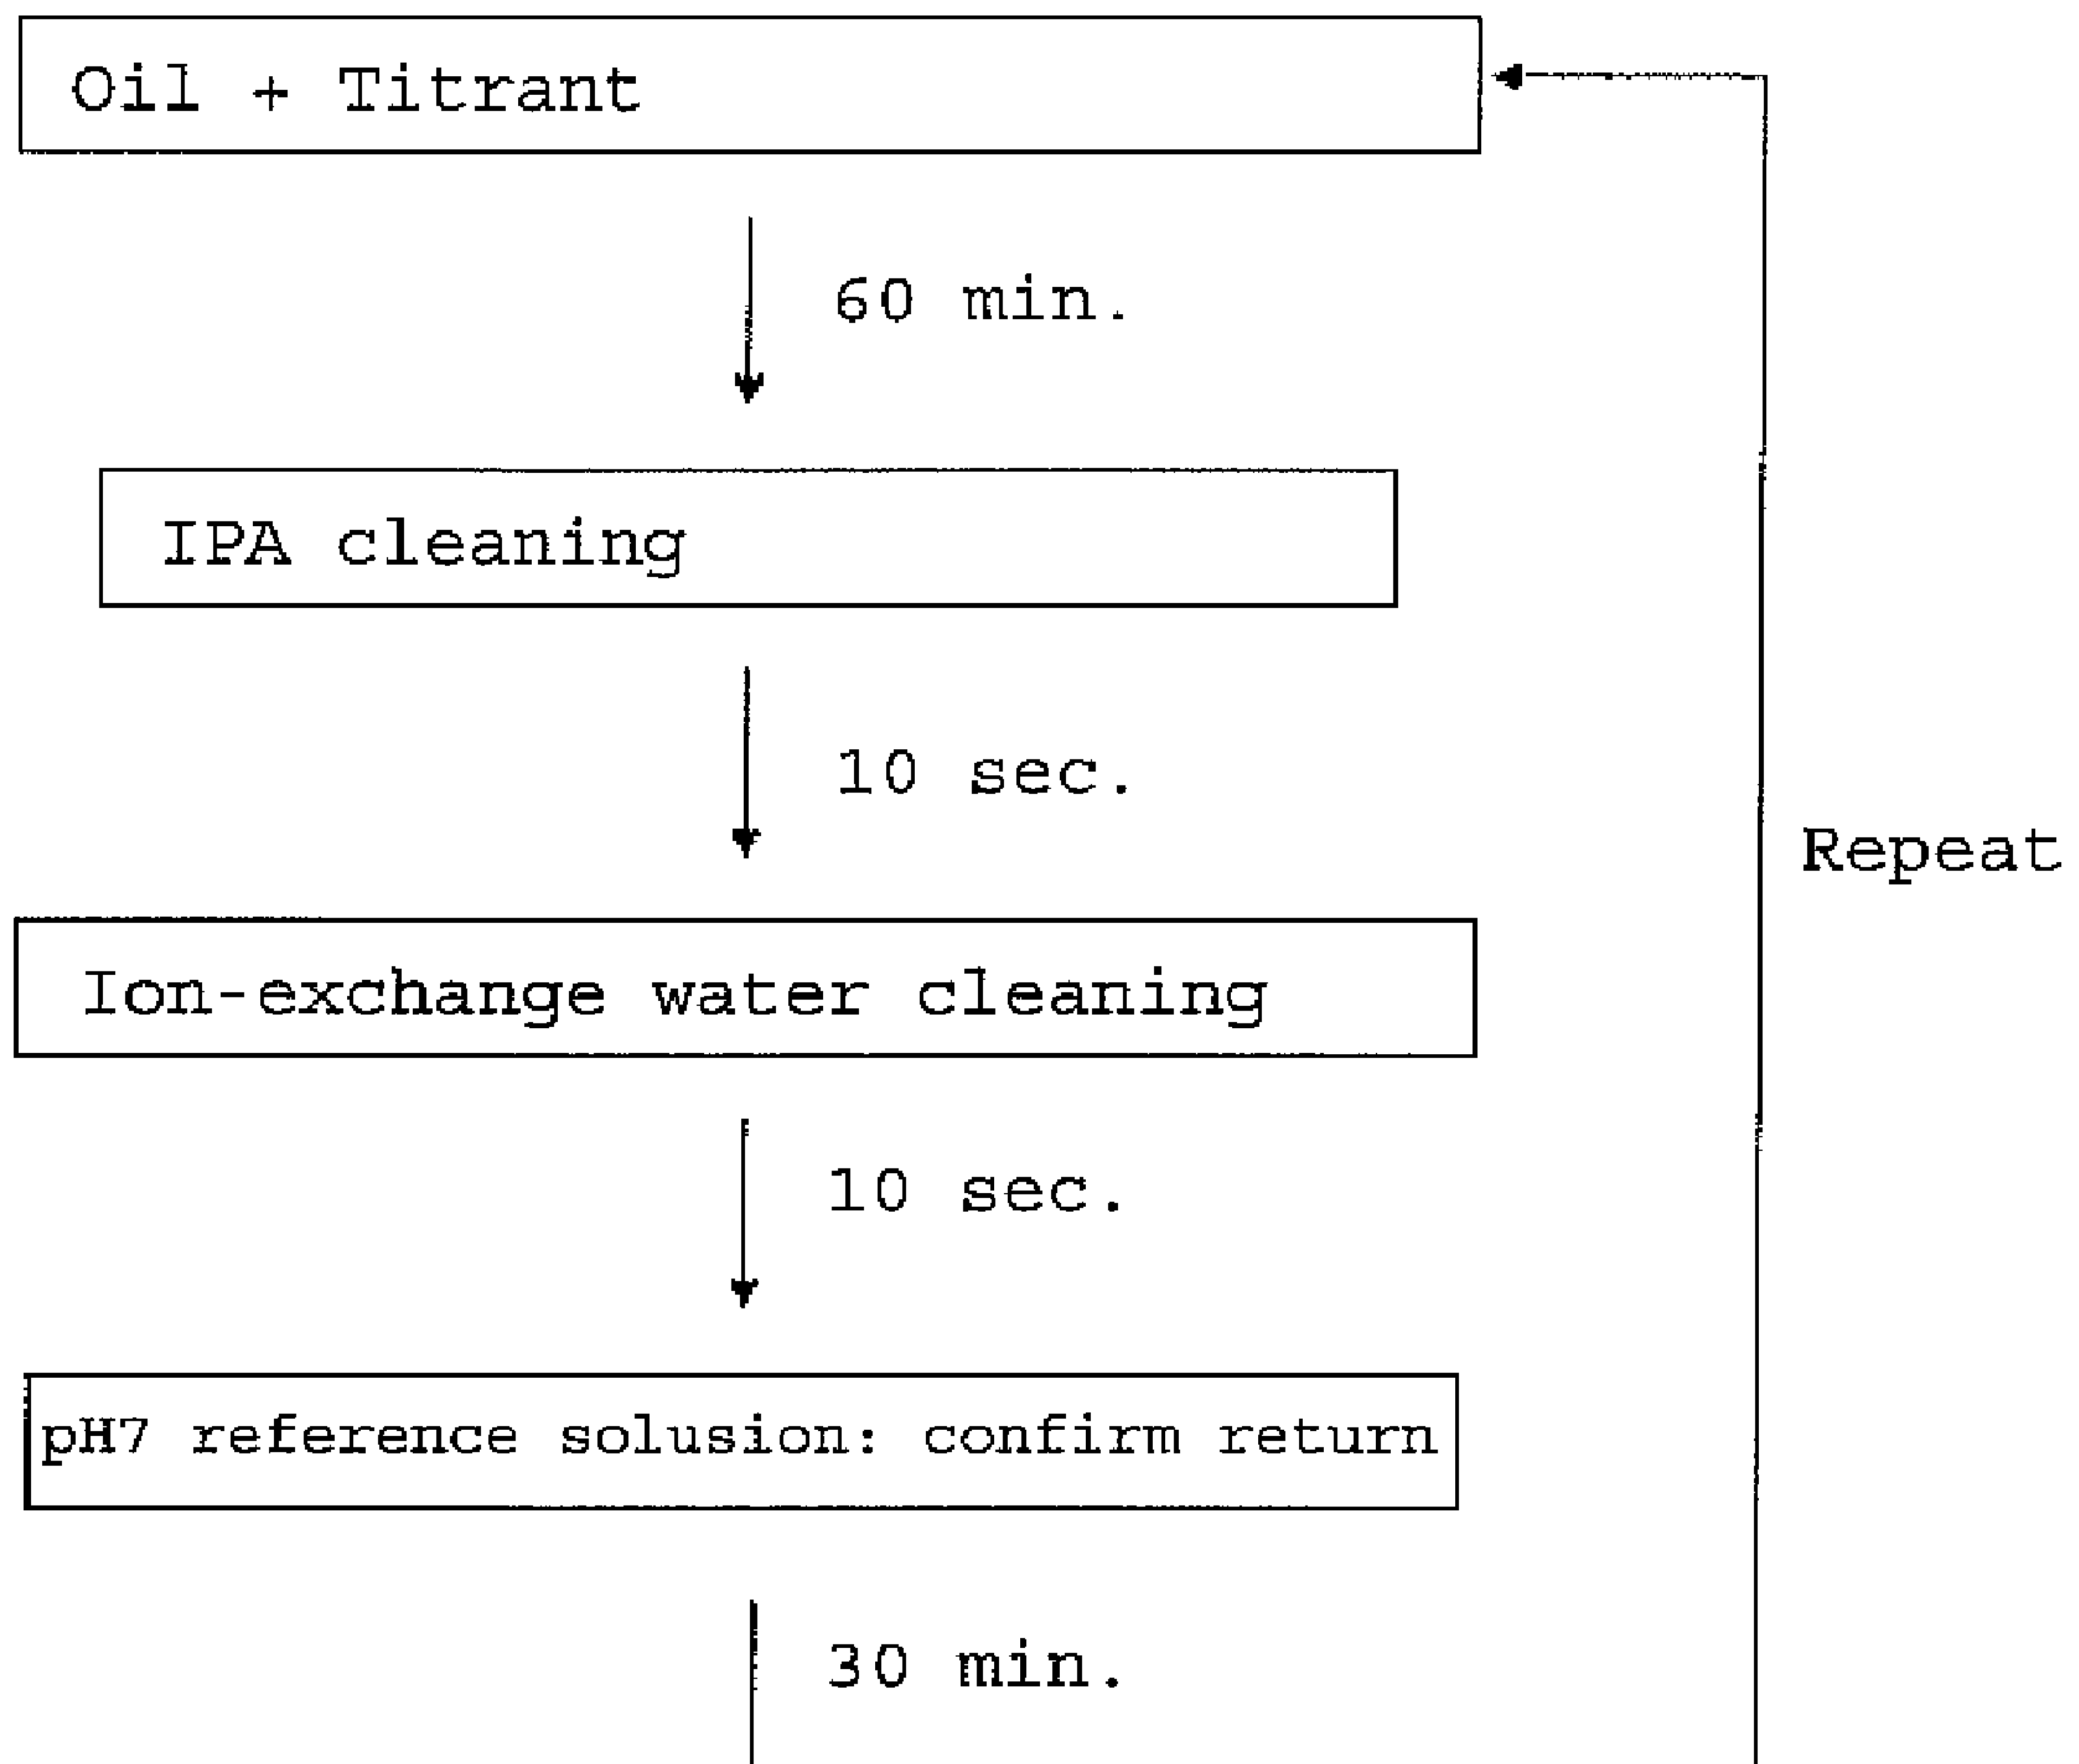 Oil + Titrant
60 min.
IPA cleaning
10 sec.
Repeat
Ion-exchange water cleaning
10 sec.
pH7 reference solusion: confirm return
30 min.